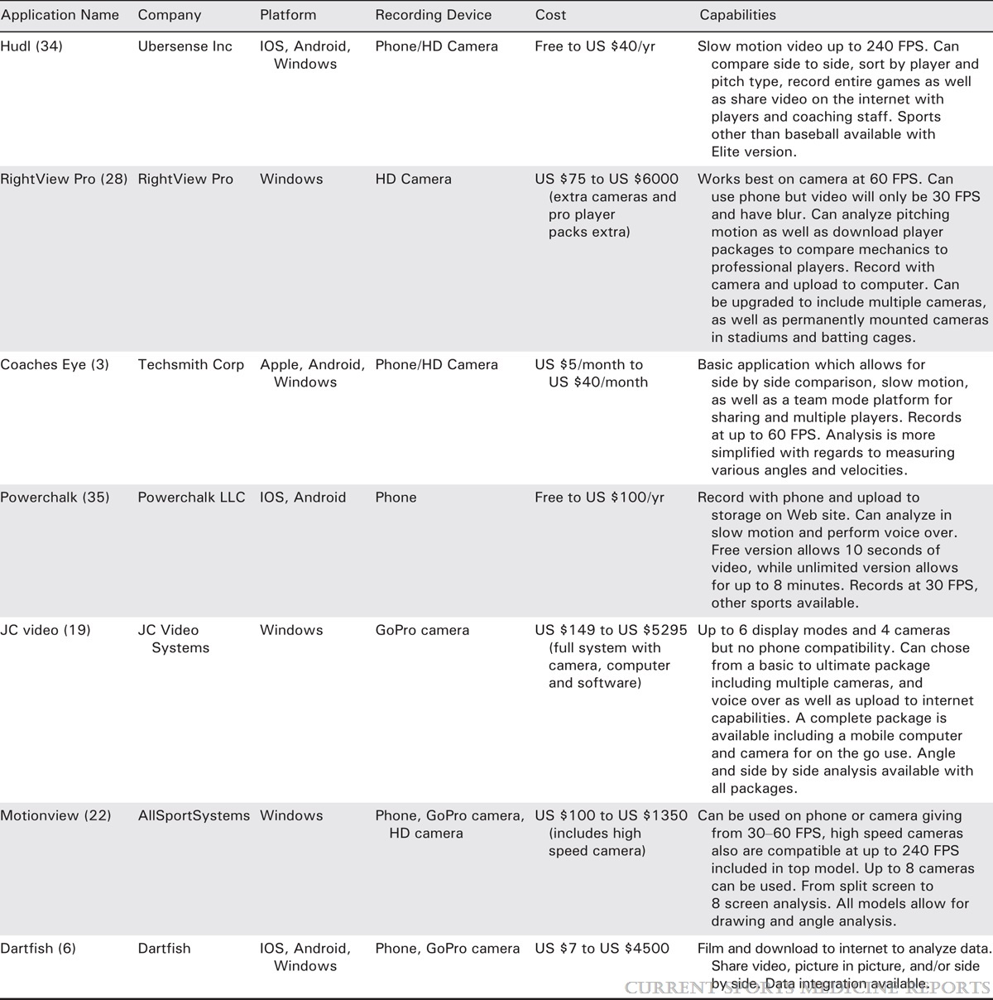 Application Name Company Platform Recording Device Cost Capabilities
Hudl (34) Ubersense Inc IOS, Android, Phone/HD Camera Free to US $40/yr Slow motion video up to 240 FPS. Can
Windows compare side to side, sort by player and
pitch type, record entire games as well
as share video on the internet with
players and coaching staff. Sports
other than baseball available with
Elite version.
RightView Pro (28) RightView Pro Windows HD Camera US $75 to US $6000 Works best on camera at 60 FPS. Can
(extra cameras and use phone but video will only be 30 FPS
pro player and have blur. Can analyze pitching
packs extra) motion as well as download player
packages to compare mechanics to
professional players. Record with
camera and upload to computer. Can
be upgraded to include multiple cameras,
as well as permanently mounted cameras
in stadiums and batting cages.
Coaches Eye (3) Techsmith Corp Apple, Android, Phone/HD Camera US $5/month to Basic application which allows for
Windows US $40/month side by side comparison, slow motion,
as well as a team mode platform for
sharing and multiple players. Records
at up to 60 FPS. Analysis is more
simplified with regards to measuring
various angles and velocities.
Powerchalk (35) Powerchalk LLC IOS, Android Phone Free to US $100/yr Record with phone and upload to
storage on Web site. Can analyze in
slow motion and perform voice over.
Free version allows 10 seconds of
video, while unlimited version allows
for up to 8 minutes. Records at 30 FPS,
other sports available.
JC video (19) JC Video Windows GoPro camera US $149 to US $5295 Up to 6 display modes and 4 cameras
Systems (full system with but no phone compatibility. Can chose
camera, computer from a basic to ultimate package
and software) including multiple cameras, and
voice over as well as upload to internet
capabilities. A complete package is
available including a mobile computer
and camera for on the go use. Angle
and side by side analysis available with
all packages.
Motionview (22) AllSportSystems Windows Phone, GoPro camera, US $100 to US $1350 Can be used on phone or camera giving
HD camera (includes high from 30–60 FPS, high speed cameras
speed camera) also are compatible at up to 240 FPS
included in top model. Up to 8 cameras
can be used. From split screen to
8 screen analysis. All models allow for
drawing and angle analysis.
Dartfish (6) Dartfish IOS, Android, Phone, GoPro camera US $7 to US $4500 Film and download to internet to analyze data.
Windows Share video, picture in picture, and/or side
by side. Data integration available.
CURRENT SPORTS MEDICINE REPORTS